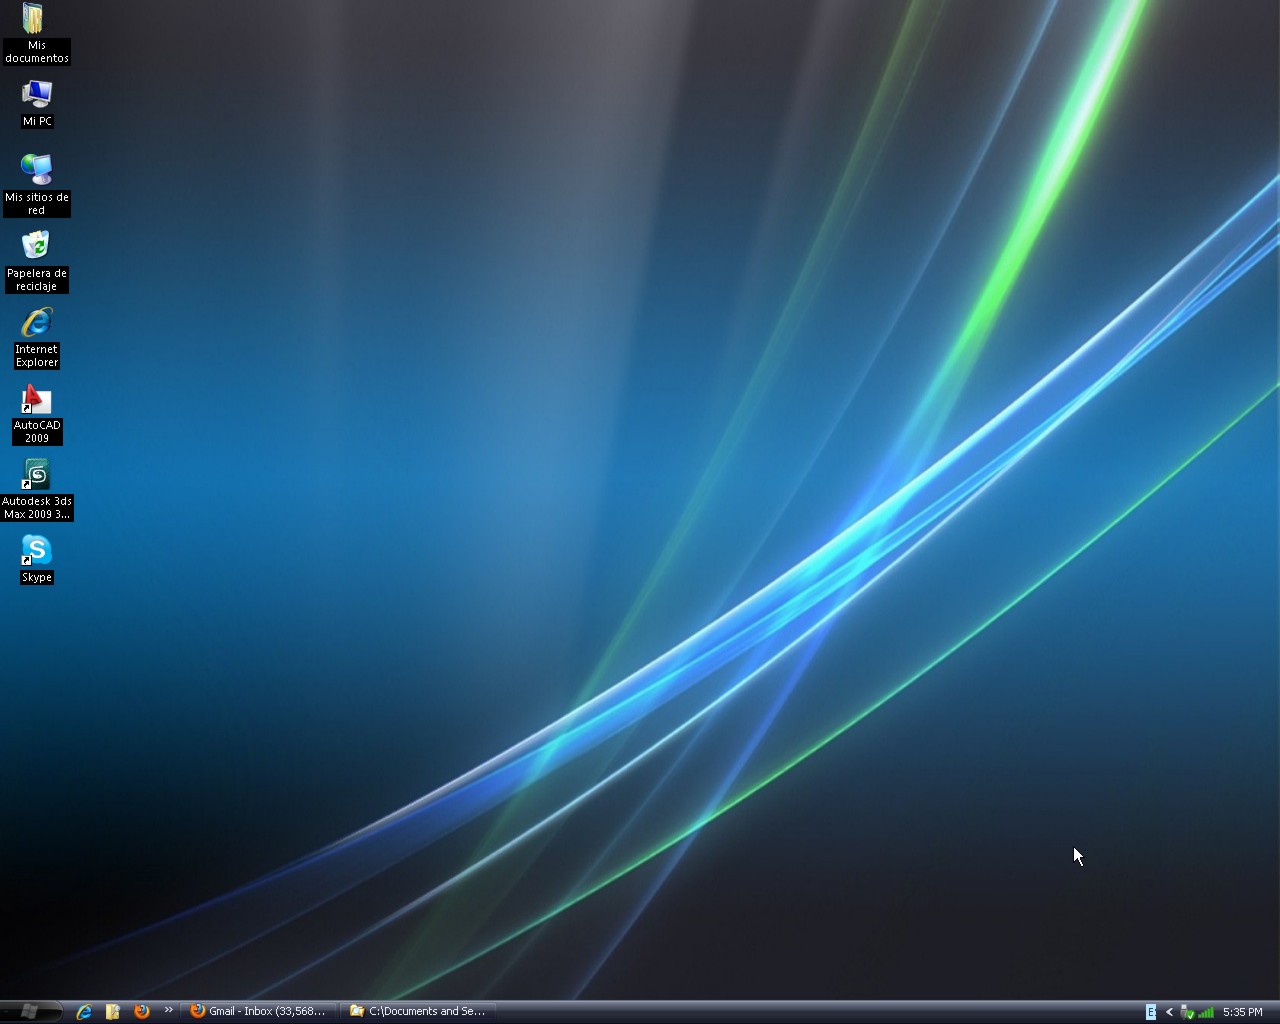 Mis
documentos
Mi PC
Mis sitios de
red
Papelera de
reciclaje
Internet
Explorer
AutoCAD
2009
Autodesk 3ds
Max 2009 3...
Skype
Gmail - Inbox (33,568...
C:\Documents and Se...
5:35 PM